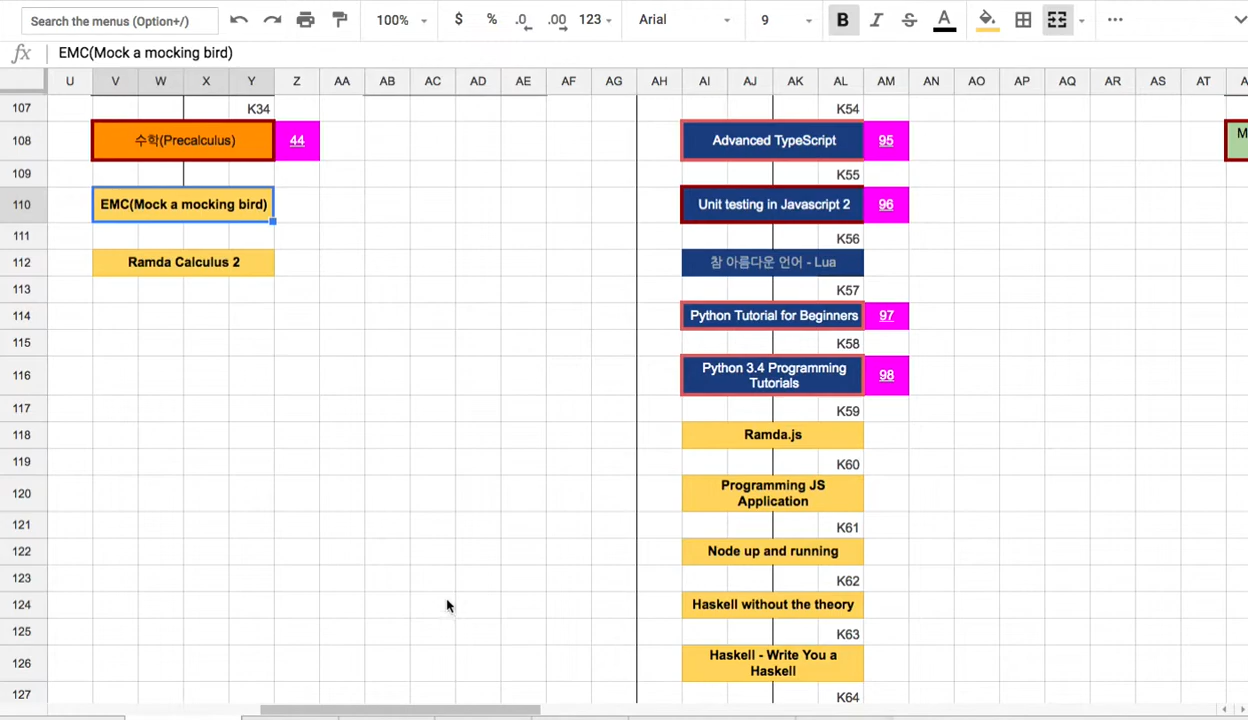 Search the menus (Option+/)
100%
$ % .0 .00 123
Arial
9
B I S A
fx EMC(Mock a mocking bird)
U V W X Y Z AA AB AC AD AE AF AG AH AI AJ AK AL AM AN AO AP AQ AR AS AT
107 K34 K54
108 수학(Precalculus) 44 Advanced TypeScript 95 M
109 K55
110 EMC(Mock a mocking bird) Unit testing in Javascript 2 96
111 K56
112 Ramda Calculus 2 참 아름다운 언어 - Lua
113 K57
114 Python Tutorial for Beginners 97
115 K58
116 Python 3.4 Programming
Tutorials 98
117 K59
118 Ramda.js
119 K60
120 Programming JS
Application
121 K61
122 Node up and running
123 K62
124 Haskell without the theory
125 K63
126 Haskell - Write You a
Haskell
127 K64